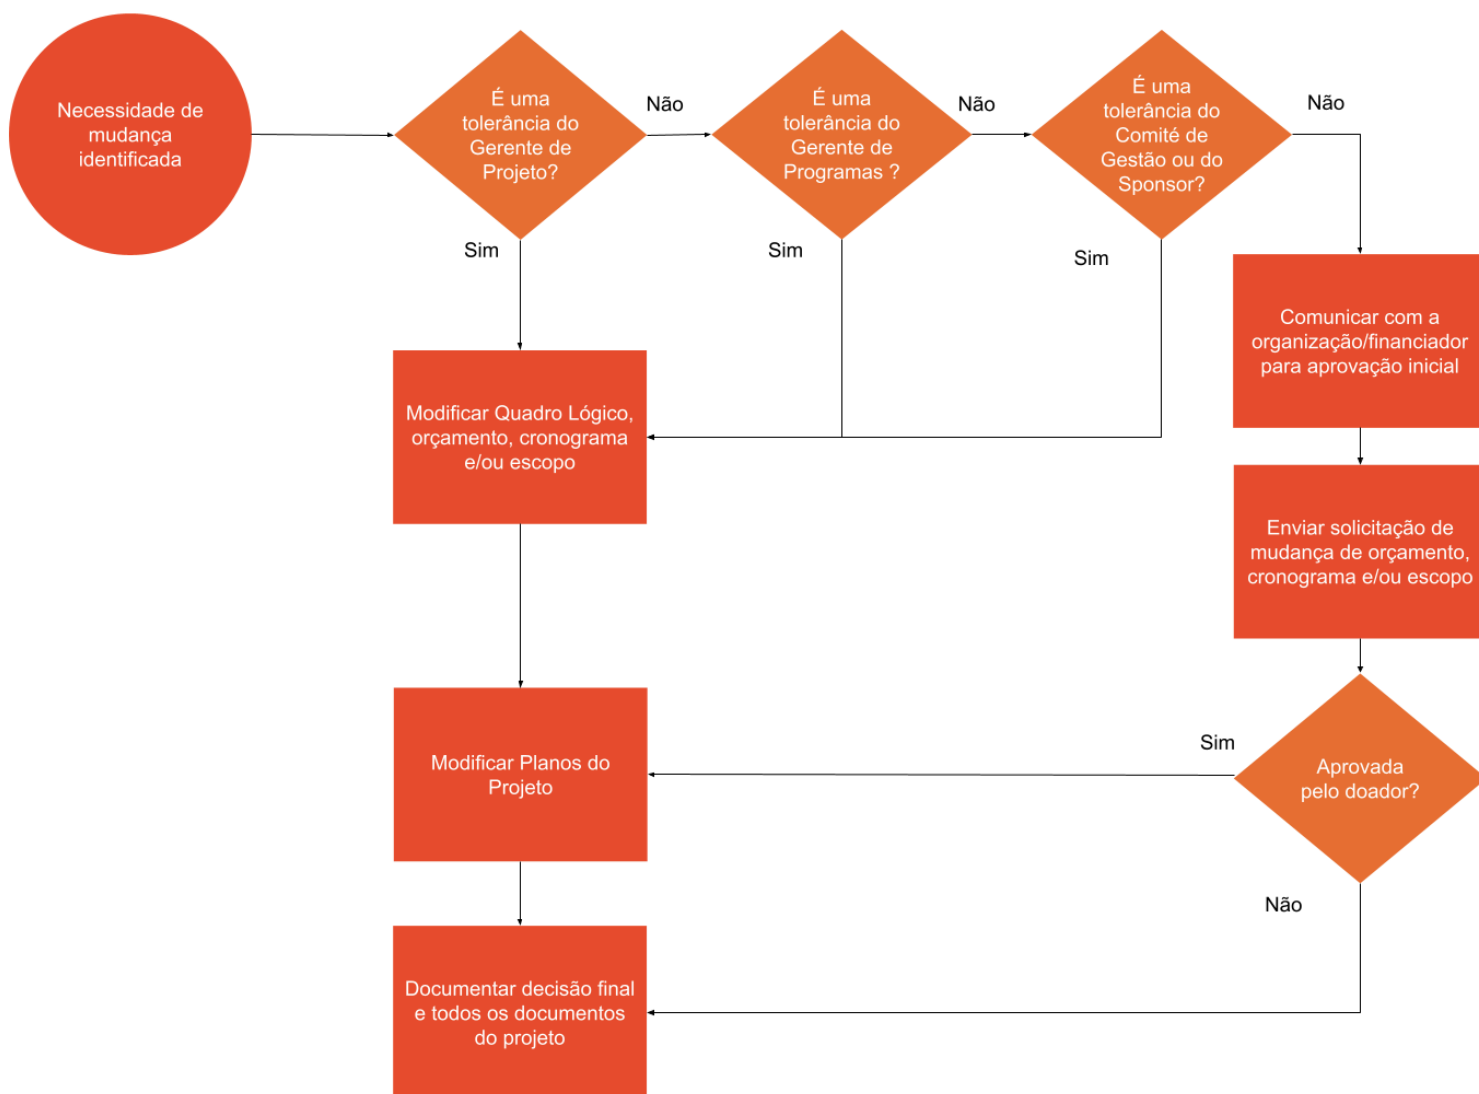 Necessidade de
mudança
identificada
É uma
tolerância do
Gerente de
Projeto?
Não
É uma
tolerância do
Gerente de
Programas ?
Não
É uma
tolerância do
Comité de
Gestão ou do
Sponsor?
Não
Sim
Sim
Sim
Comunicar com a
organização/financiador
para aprovação inicial
Modificar Quadro Lógico,
orçamento, cronograma
e/ou escopo
Enviar solicitação de
mudança de orçamento,
cronograma e/ou escopo
Sim
Aprovada
pelo doador?
Modificar Planos do
Projeto
Não
Documentar decisão final
e todos os documentos
do projeto